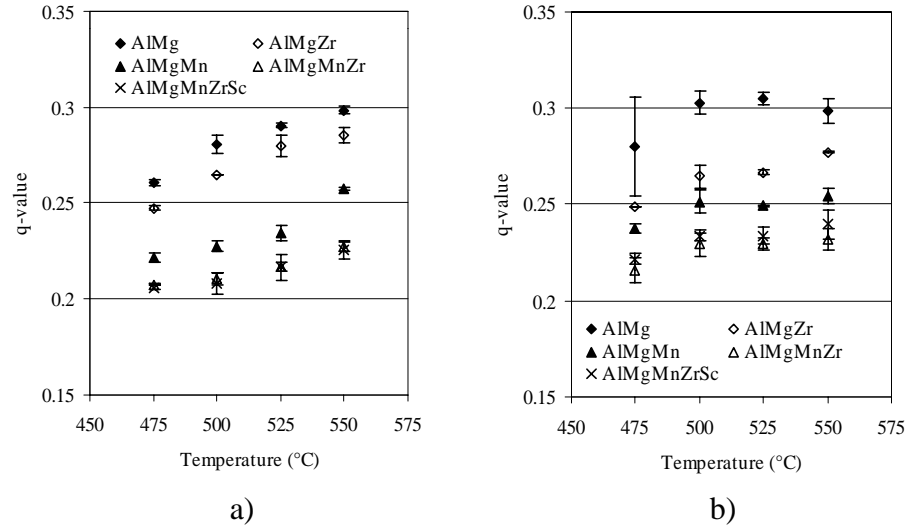 0.35
0.3
0.25
0.2
0.15
q-value
AlMg
AlMgZr
AlMgMn
AlMgMnZr
AlMgMnZrSc
450 475 500 525 550 575
Temperature (°C)
a)
0.35
0.3
0.25
0.2
0.15
q-value
AlMg
AlMgZr
AlMgMn
AlMgMnZr
AlMgMnZrSc
450 475 500 525 550 575
Temperature (°C)
b)